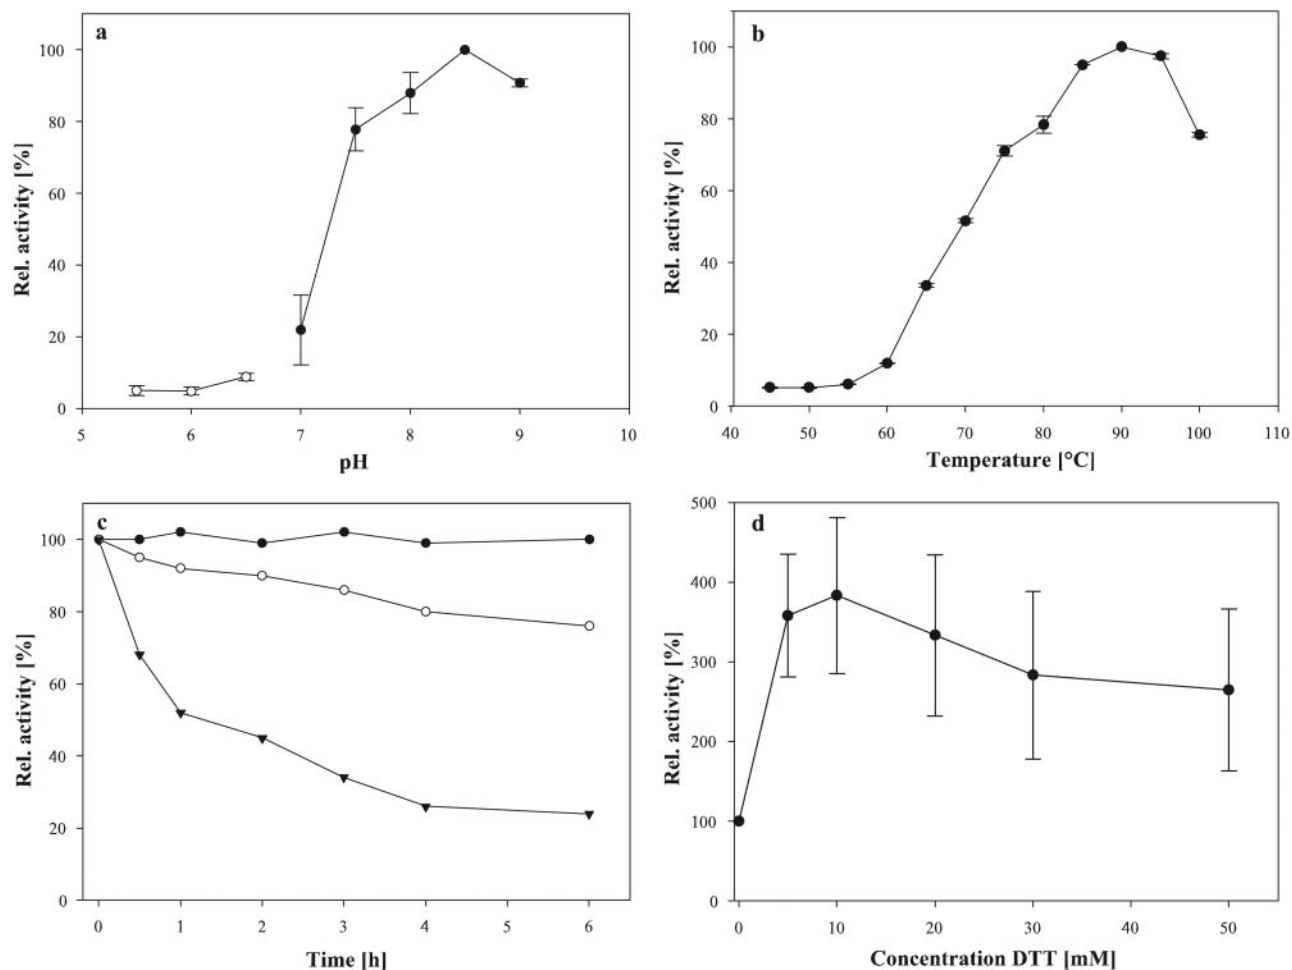 a
Rel. activity [%]
100
80
60
40
20
0
5 6 7 8 9 10
pH
b
Rel. activity [%]
100
80
60
40
20
0
40 50 60 70 80 90 100 110
Temperature [°C]
c
Rel. activity [%]
100
80
60
40
20
0
0 1 2 3 4 5 6
Time [h]
d
Rel. activity [%]
500
400
300
200
100
0
0 10 20 30 40 50
Concentration DTT [mM]